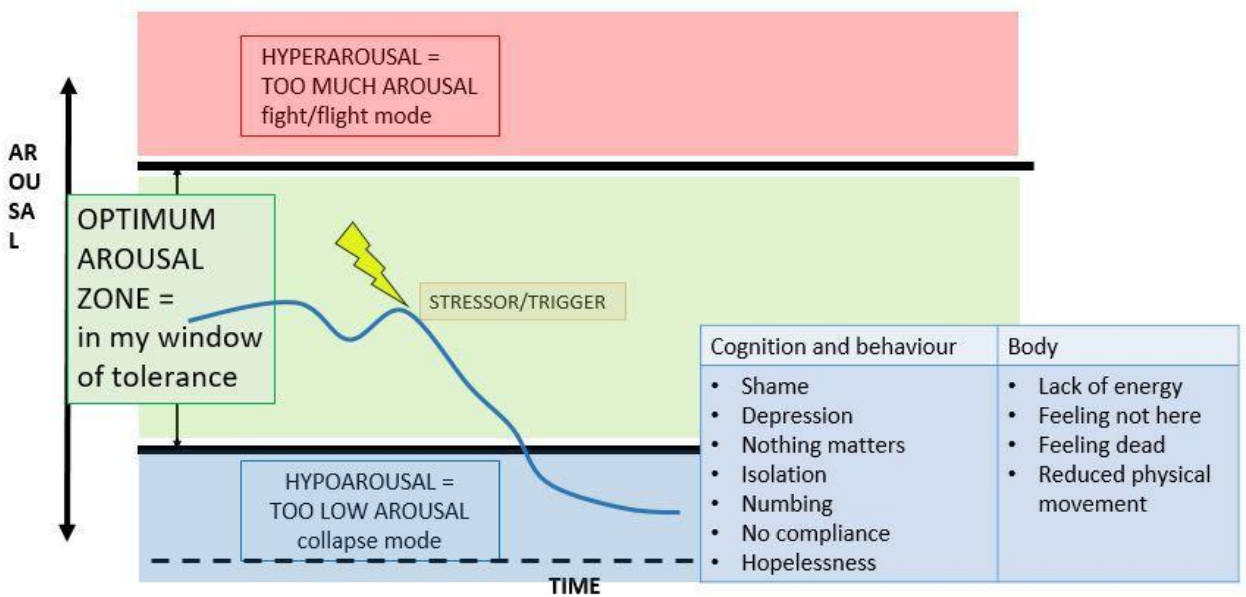 HYPERAROUSAL =
TOO MUCH AROUSAL
fight/flight mode
AR
OU
SA
L
OPTIMUM
AROUSAL
ZONE =
in my window
of tolerance
STRESSOR/TRIGGER
Cognition and behaviour
• Shame
• Depression
• Nothing matters
• Isolation
• Numbing
• No compliance
• Hopelessness
Body
• Lack of energy
• Feeling not here
• Feeling dead
• Reduced physical
movement
HYPOAROUSAL =
TOO LOW AROUSAL
collapse mode
TIME